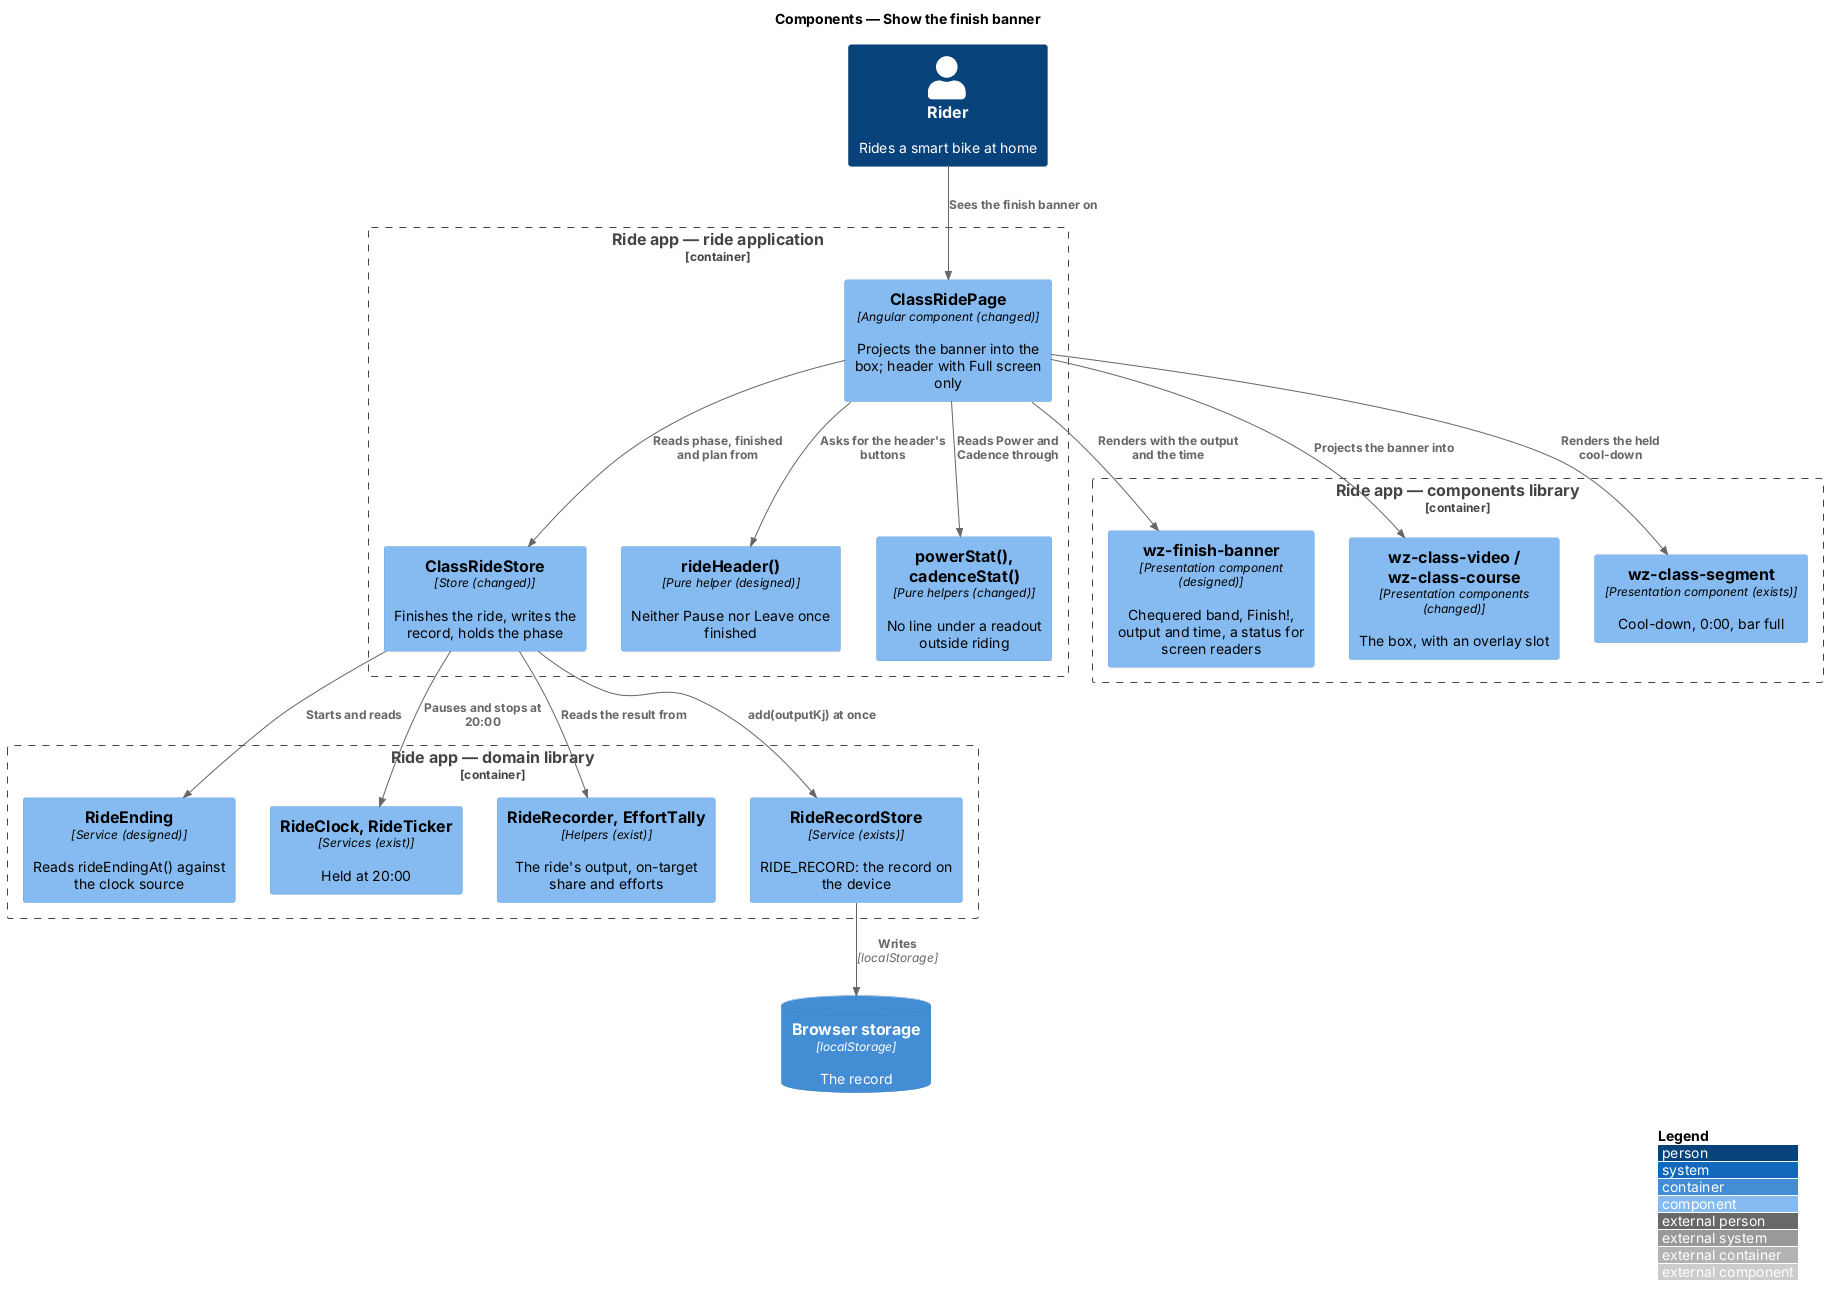 Components — Show the finish banner
Rider
Rides a smart bike at home
Sees the finish banner on
Ride app — ride application
[container]
ClassRidePage
[Angular component (changed)]
Projects the banner into the
box; header with Full screen
only
Reads phase, finished
and plan from
Asks for the header's
buttons
Reads Power and
Cadence through
Renders with the output
and the time
Projects the banner into
Renders the held
cool-down
Ride app — components library
[container]
ClassRideStore
[Store (changed)]
Finishes the ride, writes the
record, holds the phase
rideHeader()
[Pure helper (designed)]
Neither Pause nor Leave once
finished
powerStat(),
cadenceStat()
[Pure helpers (changed)]
No line under a readout
outside riding
wz-finish-banner
[Presentation component
(designed)]
Chequered band, Finish!,
output and time, a status for
screen readers
wz-class-video /
wz-class-course
[Presentation components
(changed)]
The box, with an overlay slot
wz-class-segment
[Presentation component (exists)]
Cool-down, 0:00, bar full
Starts and reads
Pauses and stops at
20:00
Reads the result from
add(outputKj) at once
Ride app — domain library
[container]
RideEnding
[Service (designed)]
Reads rideEndingAt() against
the clock source
RideClock, RideTicker
[Services (exist)]
Held at 20:00
RideRecorder, EffortTally
[Helpers (exist)]
The ride's output, on-target
share and efforts
RideRecordStore
[Service (exists)]
RIDE_RECORD: the record on
the device
Writes
[localStorage]
Browser storage
[localStorage]
The record
Legend
person
system
container
component
external person
external system
external container
external component